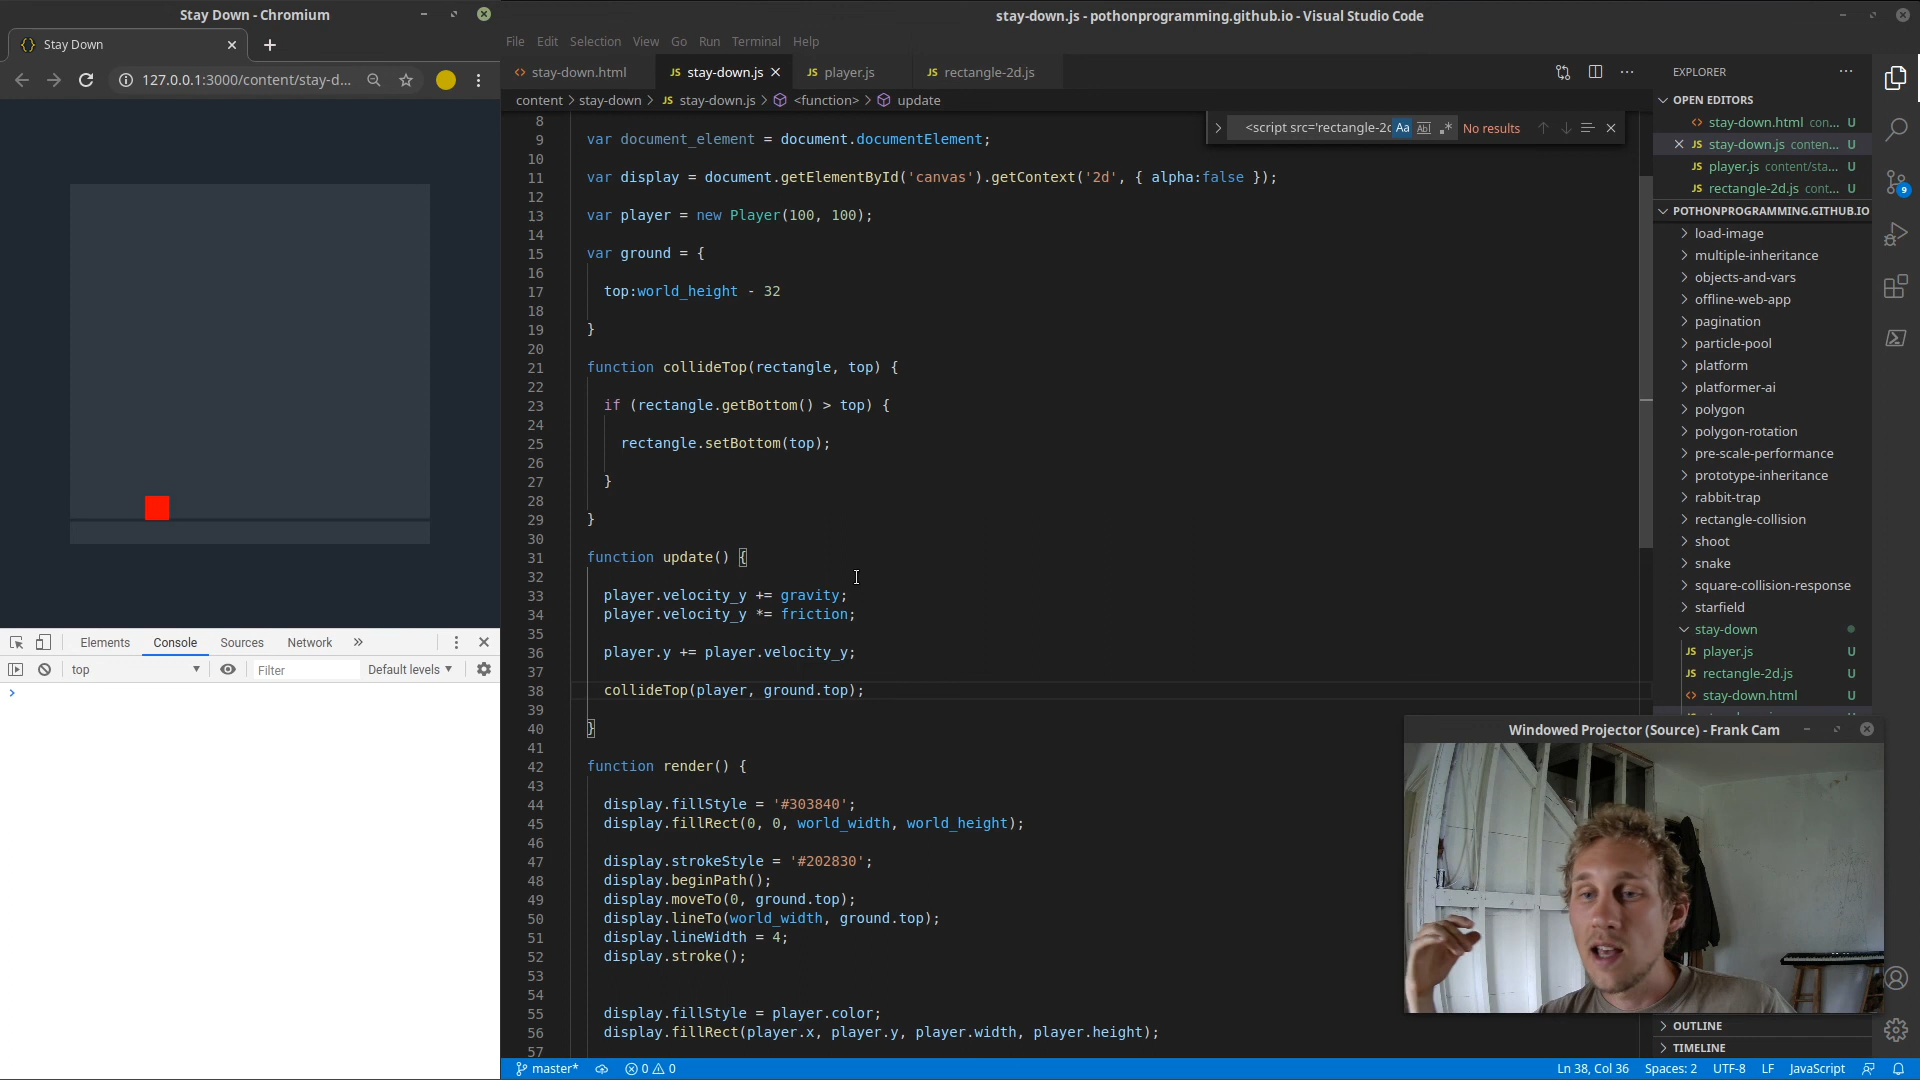 Stay Down - Chromium
Stay Down
127.0.0.1:3000/content/stay-d...
Elements Console Sources Network »
top Filter Default levels
stay-down.js - pothonprogramming.github.io - Visual Studio Code
File Edit Selection View Go Run Terminal Help
stay-down.html JS stay-down.js JS player.js JS rectangle-2d.js
content > stay-down > JS stay-down.js > <function> > update
<script src='rectangle-2d Aa Abl .* No results
8
9 var document_element = document.documentElement;
10
11 var display = document.getElementById('canvas').getContext('2d', { alpha:false });
12
13 var player = new Player(100, 100);
14
15 var ground = {
16
17 top:world_height - 32
18
19 }
20
21 function collideTop(rectangle, top) {
22
23 if (rectangle.getBottom() > top) {
24
25 rectangle.setBottom(top);
26
27 }
28
29 }
30
31 function update() {
32
33 player.velocity_y += gravity;
34 player.velocity_y *= friction;
35
36 player.y += player.velocity_y;
37
38 collideTop(player, ground.top);
39
40 }
41
42 function render() {
43
44 display.fillStyle = '#303840';
45 display.fillRect(0, 0, world_width, world_height);
46
47 display.strokeStyle = '#202830';
48 display.beginPath();
49 display.moveTo(0, ground.top);
50 display.lineTo(world_width, ground.top);
51 display.lineWidth = 4;
52 display.stroke();
53
54
55 display.fillStyle = player.color;
56 display.fillRect(player.x, player.y, player.width, player.height);
57
EXPLORER
OPEN EDITORS
stay-down.html con... U
JS stay-down.js conten... U
JS player.js content/sta... U
JS rectangle-2d.js cont... U
POTHONPROGRAMMING.GITHUB.IO
load-image
multiple-inheritance
objects-and-vars
offline-web-app
pagination
particle-pool
platform
platformer-ai
polygon
polygon-rotation
pre-scale-performance
prototype-inheritance
rabbit-trap
rectangle-collision
shoot
snake
square-collision-response
starfield
stay-down
JS player.js U
JS rectangle-2d.js U
stay-down.html U
9
Windowed Projector (Source) - Frank Cam
OUTLINE
TIMELINE
master* 0 0 Ln 38, Col 36 Spaces: 2 UTF-8 LF JavaScript